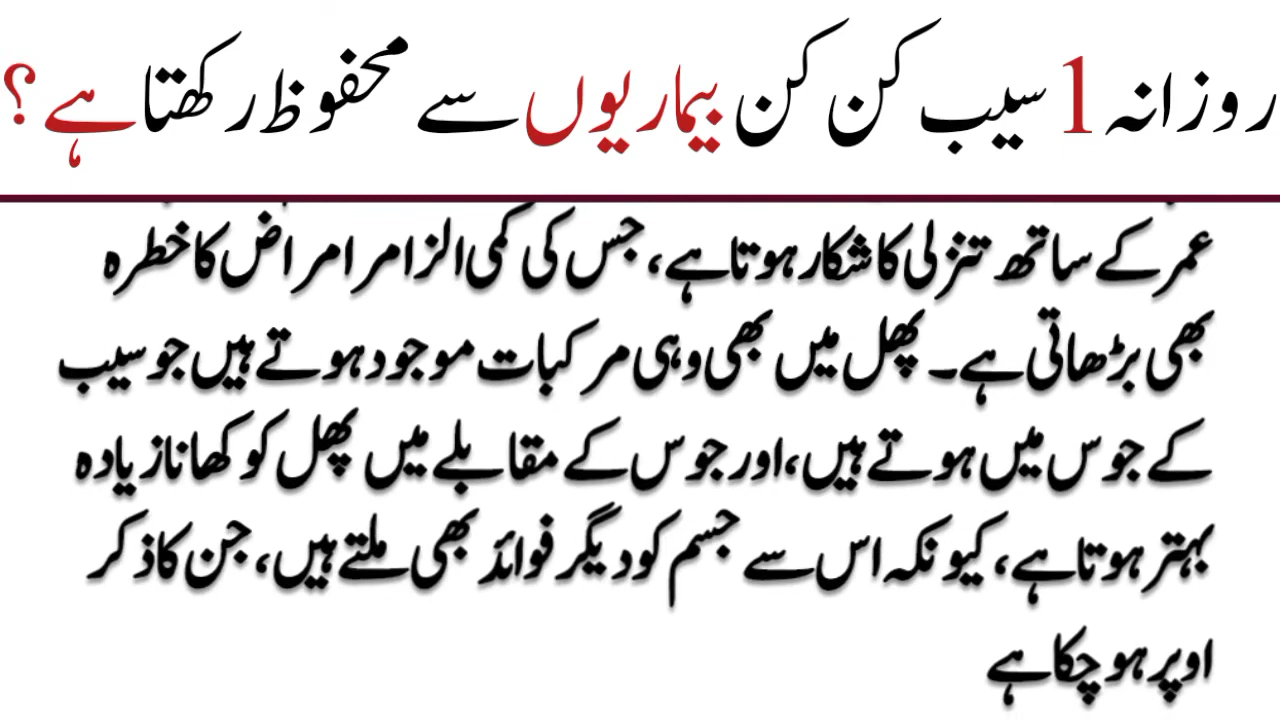 روزانہ 1 سیب کن کن بیماریوں سے محفوظ رکھتا ہے؟
عمر کے ساتھ تنزلی کا شکار ہوتا ہے، جس کی کمی الزامر امراض کا خطرہ
بھی بڑھاتی ہے۔ پھل میں بھی وہی مرکبات موجود ہوتے ہیں جو سیب
کے جوس میں ہوتے ہیں، اور جوس کے مقابلے میں پھل کو کھانا زیادہ
بہتر ہوتا ہے، کیونکہ اس سے جسم کو دیگر فوائد بھی ملتے ہیں، جن کا ذکر
اوپر ہوچکا ہے